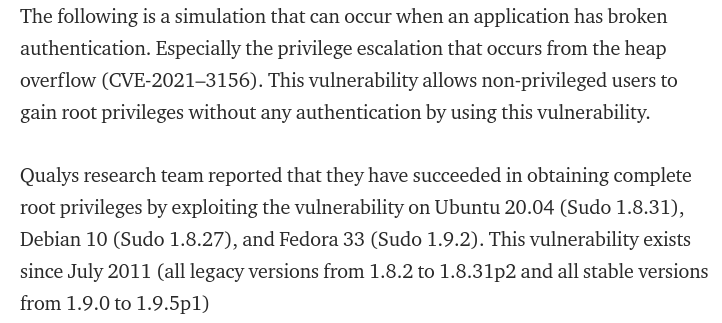 The following is a simulation that can occur when an application has broken
authentication. Especially the privilege escalation that occurs from the heap
overflow (CVE-2021–3156). This vulnerability allows non-privileged users to
gain root privileges without any authentication by using this vulnerability.
Qualys research team reported that they have succeeded in obtaining complete
root privileges by exploiting the vulnerability on Ubuntu 20.04 (Sudo 1.8.31),
Debian 10 (Sudo 1.8.27), and Fedora 33 (Sudo 1.9.2). This vulnerability exists
since July 2011 (all legacy versions from 1.8.2 to 1.8.31p2 and all stable versions
from 1.9.0 to 1.9.5p1)